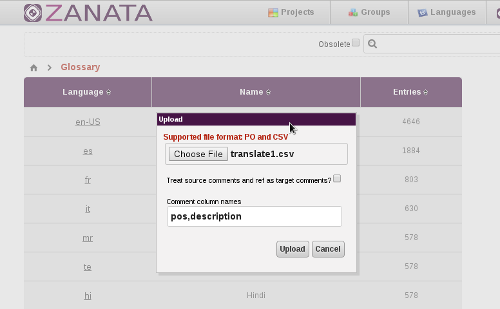 ZANATA
Projects
Groups
Languages
Obsolete
Glossary
Language
Name
Entries
en-US
4646
Upload
Supported file format: PO and CSV
Choose File translate1.csv
es
1884
fr
803
Treat source comments and ref as target comments?
it
630
Comment column names
pos,description
mr
578
Upload
Cancel
te
578
hi
Hindi
578